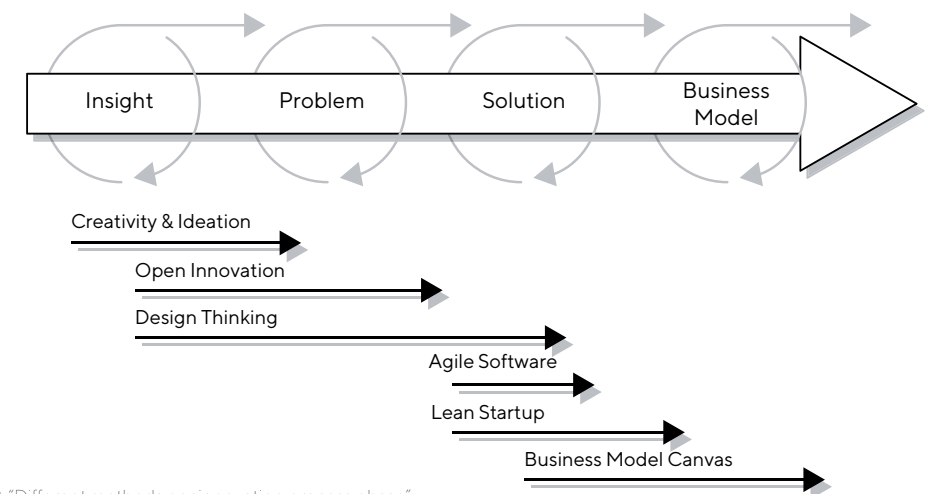 Insight
Problem
Solution
Business
Model
Creativity & Ideation
Open Innovation
Design Thinking
Agile Software
Lean Startup
Business Model Canvas